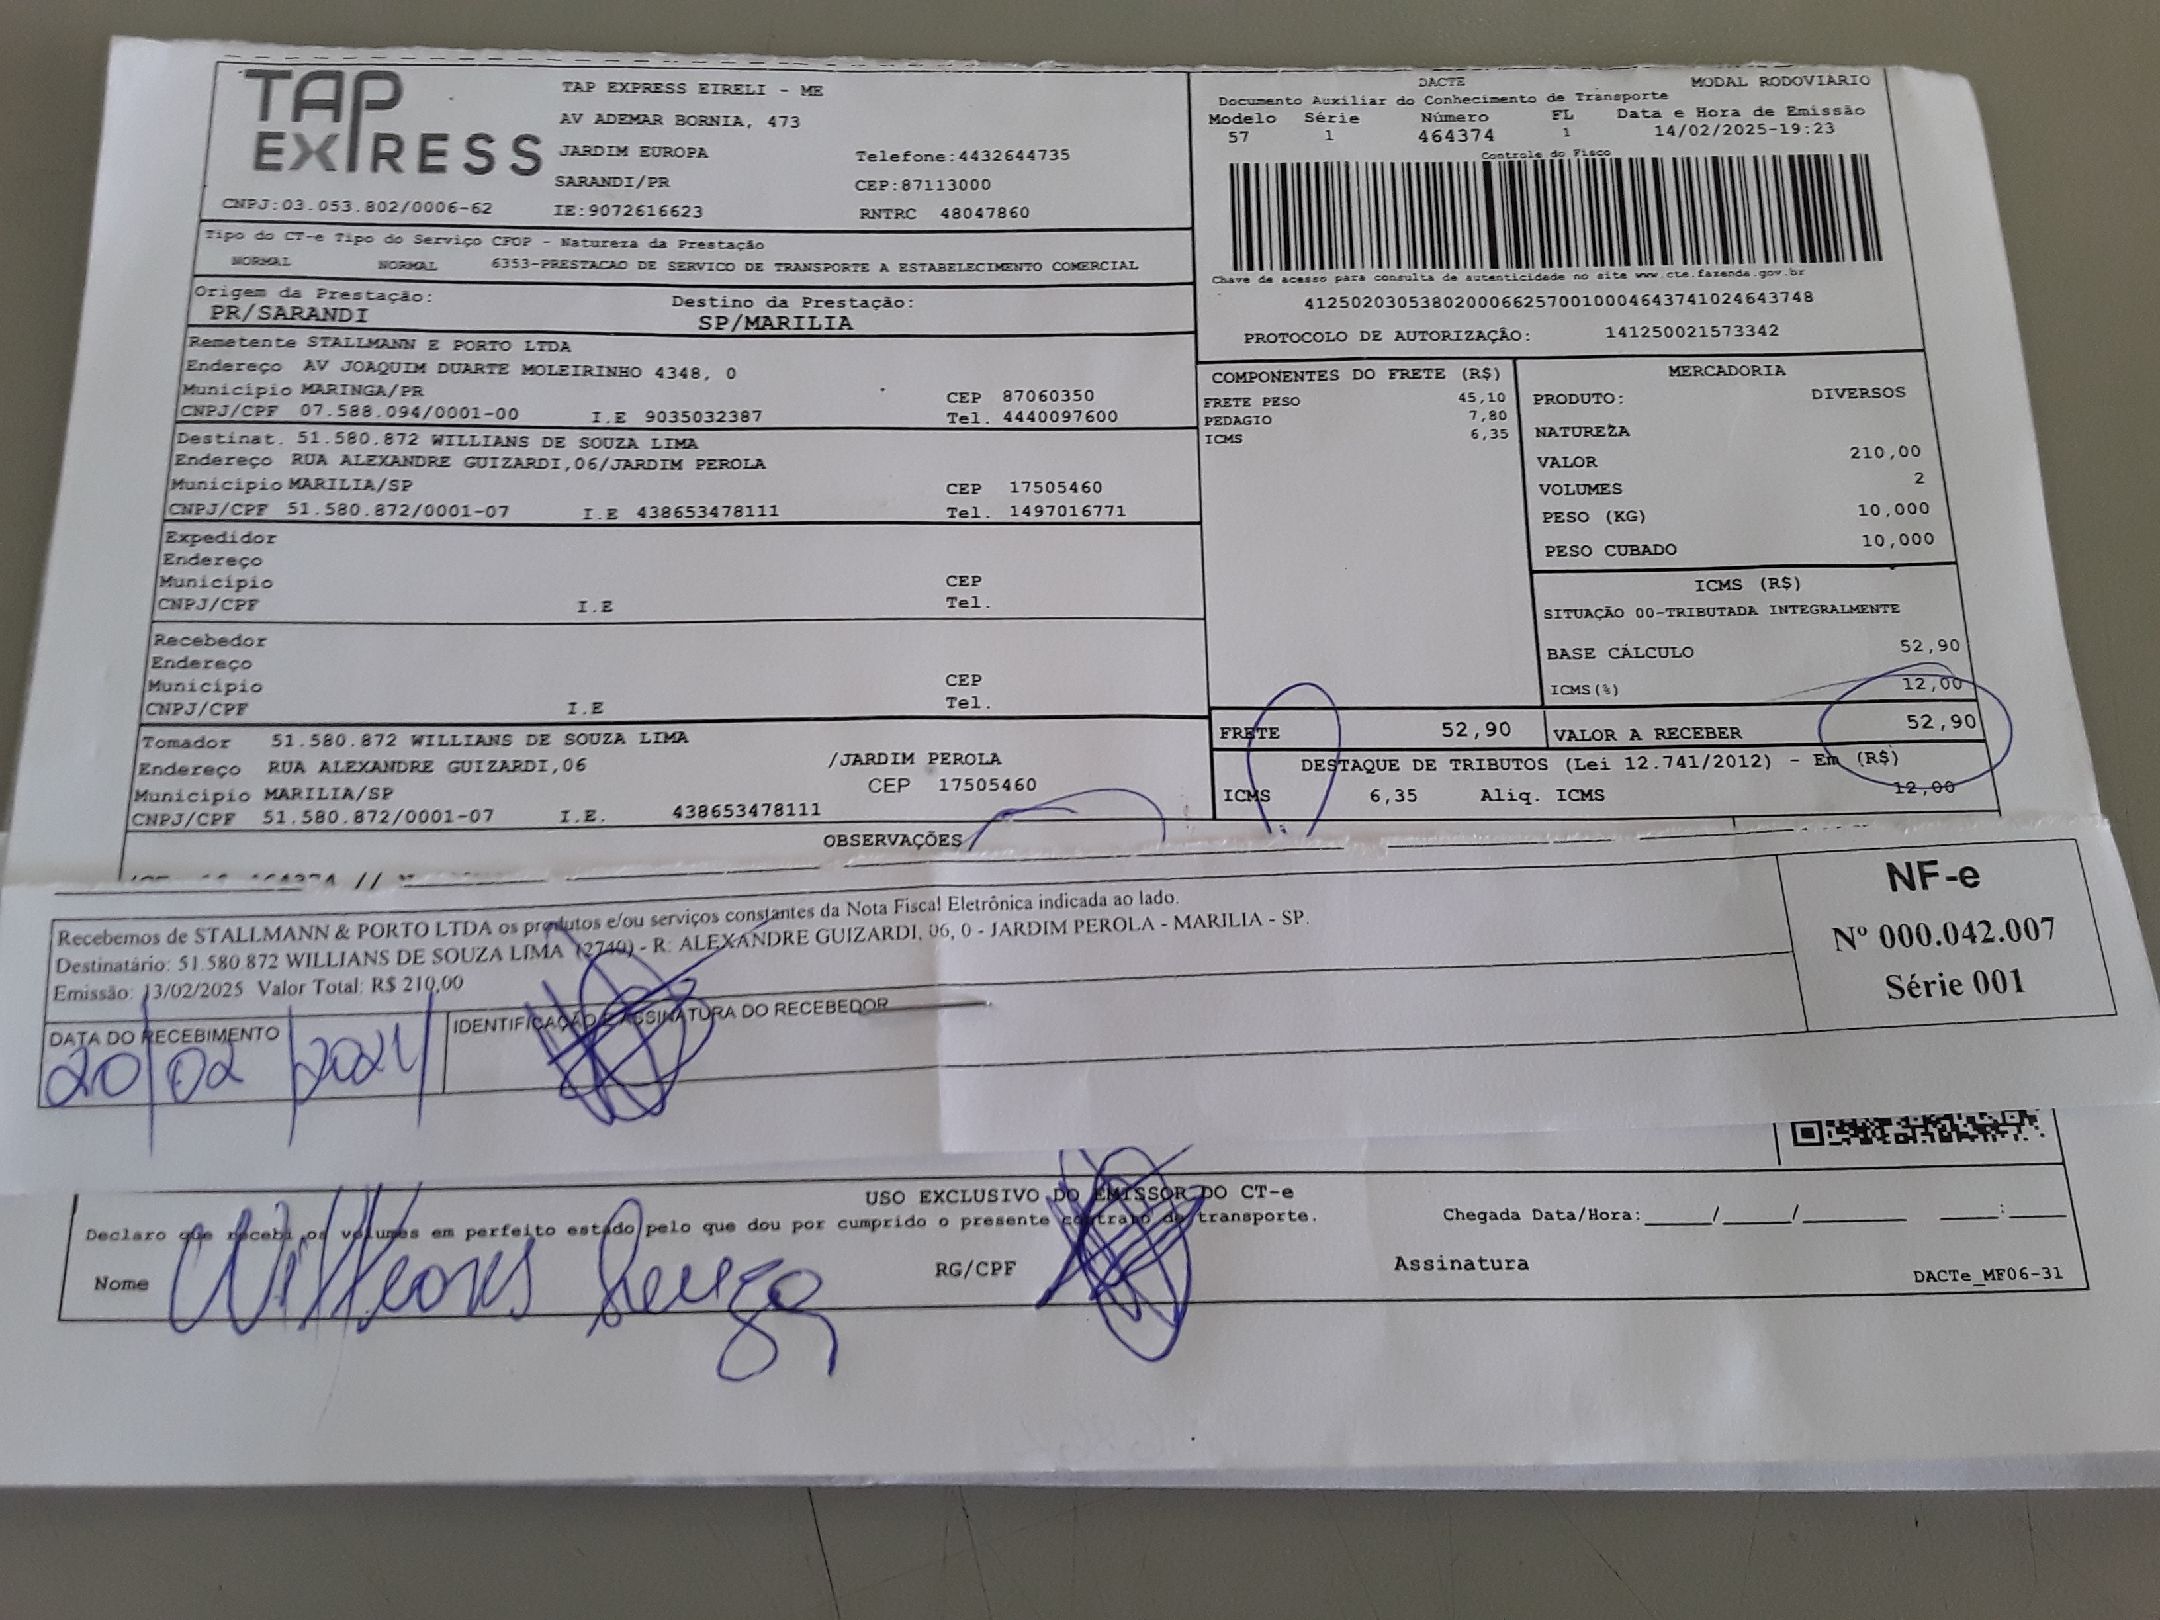 TAP EXPRESS
TAP EXPRESS EIRELI - ME
AV ADEMAR BORNIA, 473
JARDIM EUROPA Telefone:4432644735
SARANDI/PR CEP:87113000
CNPJ:03.053.802/0006-62 IE:9072616623 RNTRC 48047860
Tipo do CT-e Tipo do Serviço CFOP - Natureza da Prestação
NORMAL NORMAL 6353-PRESTACAO DE SERVICO DE TRANSPORTE A ESTABELECIMENTO COMERCIAL
Origem da Prestação: Destino da Prestação:
PR/SARANDI SP/MARILIA
Remetente STALLMANN E PORTO LTDA
Endereço AV JOAQUIM DUARTE MOLEIRINHO 4348, 0
Município MARINGA/PR CEP 87060350
CNPJ/CPF 07.588.094/0001-00 I.E 9035032387 Tel. 4440097600
Destinat. 51.580.872 WILLIANS DE SOUZA LIMA
Endereço RUA ALEXANDRE GUIZARDI,06/JARDIM PEROLA
Município MARILIA/SP CEP 17505460
CNPJ/CPF 51.580.872/0001-07 I.E 438653478111 Tel. 1497016771
Expedidor
Endereço
Município CEP
CNPJ/CPF I.E Tel.
Recebedor
Endereço
Município CEP
CNPJ/CPF I.E Tel.
Tomador 51.580.872 WILLIANS DE SOUZA LIMA
Endereço RUA ALEXANDRE GUIZARDI,06 /JARDIM PEROLA
Município MARILIA/SP CEP 17505460
CNPJ/CPF 51.580.872/0001-07 I.E. 438653478111
DACTE MODAL RODOVIARIO
Documento Auxiliar do Conhecimento de Transporte
Modelo Série Número FL Data e Hora de Emissão
57 1 464374 1 14/02/2025-19:23
Controle do Fisco
Chave de acesso para consulta de autenticidade no site www.cte.fazenda.gov.br
41250203053802000662570010004643741024643748
PROTOCOLO DE AUTORIZAÇÃO: 141250021573342
COMPONENTES DO FRETE (R$)
FRETE PESO 45,10
PEDAGIO 7,80
ICMS 6,35
MERCADORIA
PRODUTO: DIVERSOS
NATUREZA
VALOR 210,00
VOLUMES 2
PESO (KG) 10,000
PESO CUBADO 10,000
ICMS (R$)
SITUAÇÃO 00-TRIBUTADA INTEGRALMENTE
BASE CÁLCULO 52,90
ICMS(%) 12,00
FRETE 52,90 VALOR A RECEBER 52,90
DESTAQUE DE TRIBUTOS (Lei 12.741/2012) - Em (R$)
ICMS 6,35 Aliq. ICMS 12,00
OBSERVAÇÕES
Recebemos de STALLMANN & PORTO LTDA os produtos e/ou serviços constantes da Nota Fiscal Eletrônica indicada ao lado.
Destinatário: 51.580.872 WILLIANS DE SOUZA LIMA (2740) - R: ALEXANDRE GUIZARDI, 06, 0 - JARDIM PEROLA - MARILIA - SP.
Emissão: 13/02/2025 Valor Total: R$ 210,00
DATA DO RECEBIMENTO IDENTIFICAÇÃO E ASSINATURA DO RECEBEDOR
20/02/2024
NF-e
Nº 000.042.007
Série 001
USO EXCLUSIVO DO EMISSOR DO CT-e
Declaro que recebi os volumes em perfeito estado pelo que dou por cumprido o presente contrato de transporte. Chegada Data/Hora:____/____/______ ___:___
Nome Willians Souza RG/CPF Assinatura
DACTe_MF06-31